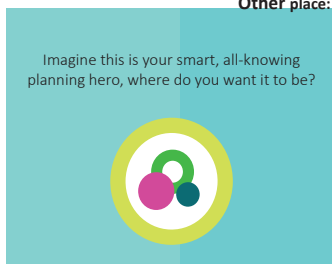 Other place:
Imagine this is your smart, all-knowing
planning hero, where do you want it to be?